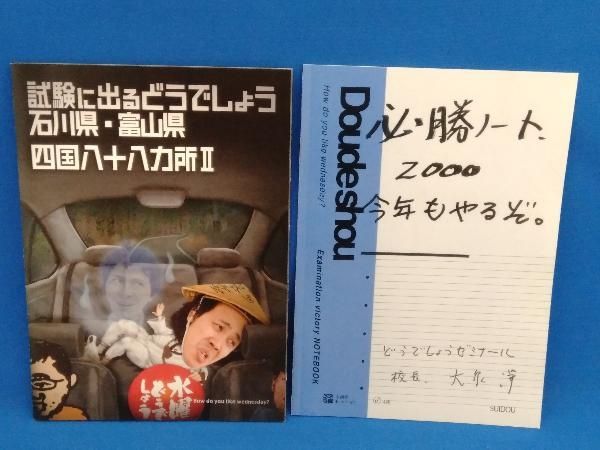 試験に出るどうでしょう
石川県・富山県
四国八十八カ所Ⅱ
水曜
どうで
しょう
How do you like wednesday?
How do you like wednesday?
Doudeshou
Examination victory NOTEBOOK
必勝ノート、
2000
今年もやるぞ。
どうでしょうゼミナール
校長、大泉洋
SUIDOU